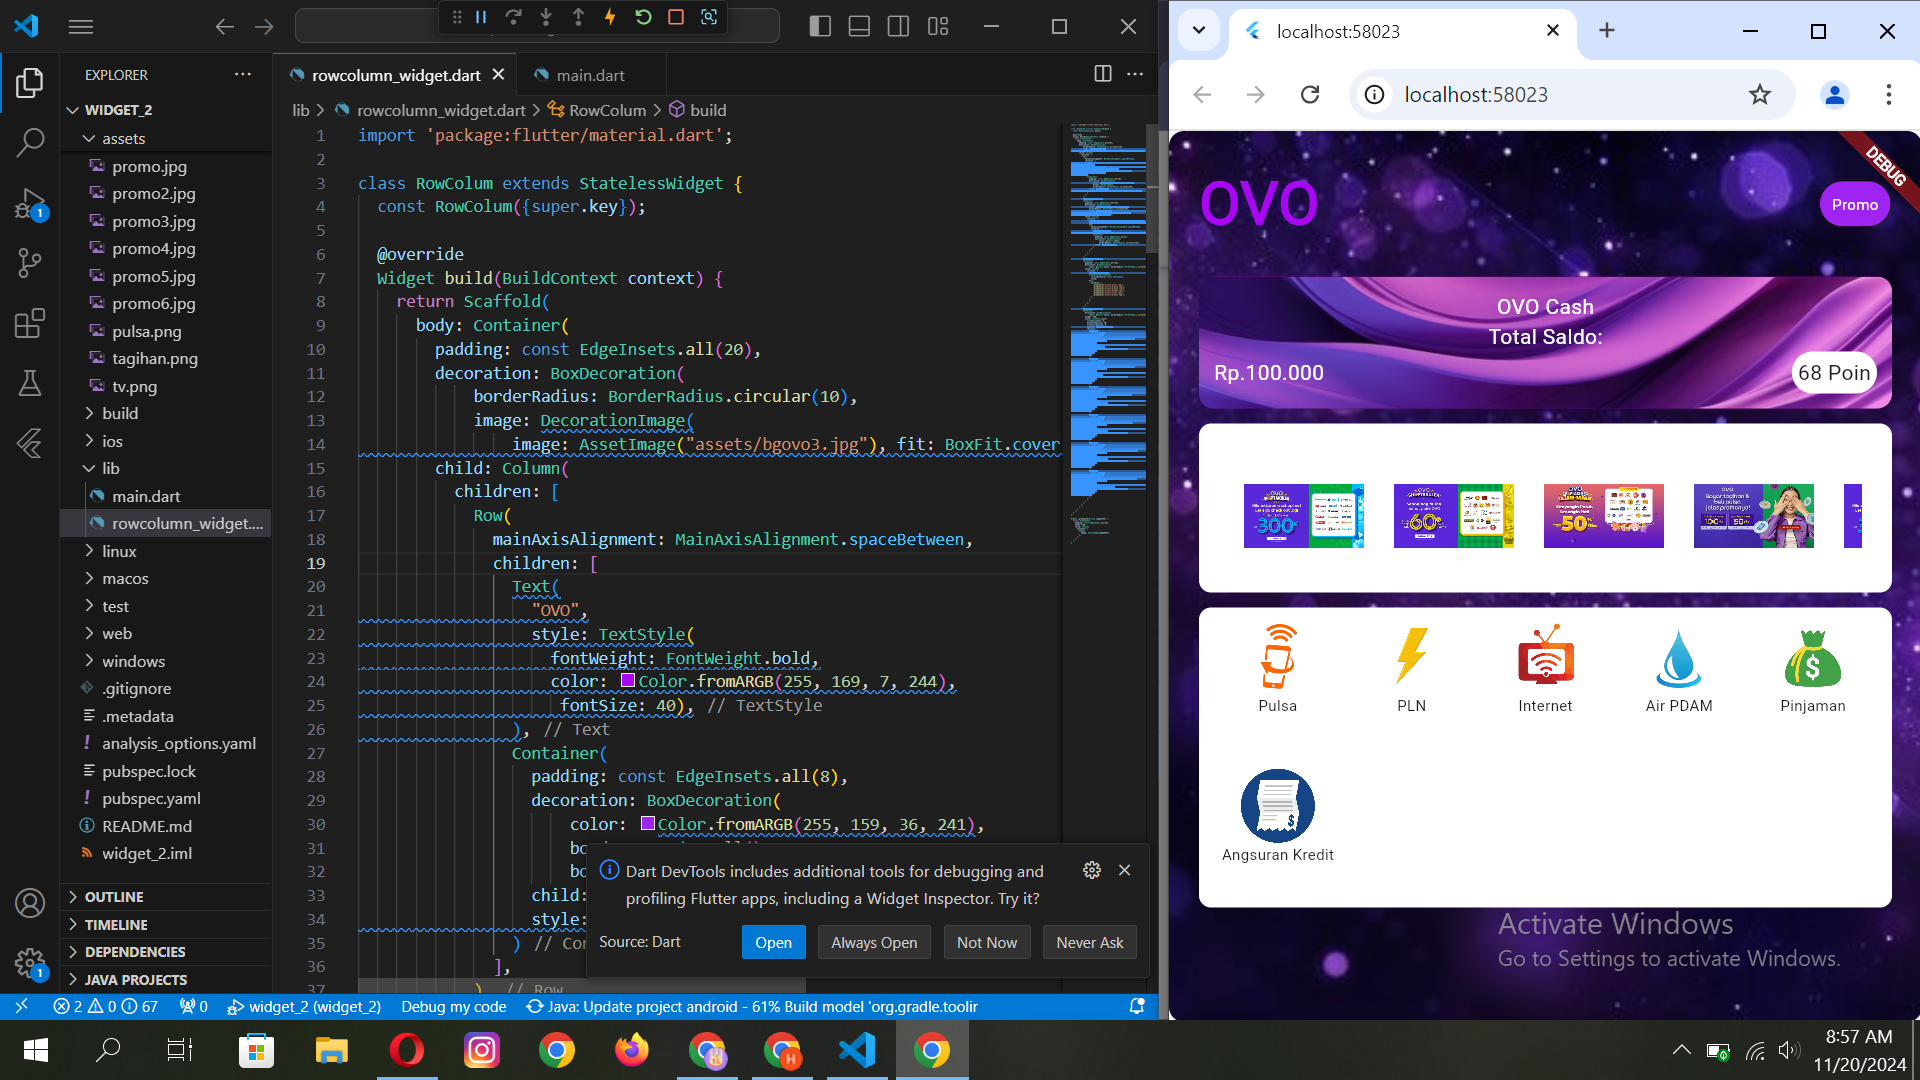 EXPLORER
WIDGET_2
assets
promo.jpg
promo2.jpg
promo3.jpg
promo4.jpg
promo5.jpg
promo6.jpg
pulsa.png
tagihan.png
tv.png
build
ios
lib
main.dart
rowcolumn_widget....
linux
macos
test
web
windows
.gitignore
.metadata
analysis_options.yaml
pubspec.lock
pubspec.yaml
README.md
widget_2.iml
OUTLINE
TIMELINE
DEPENDENCIES
JAVA PROJECTS
1
1
rowcolumn_widget.dart
main.dart
lib > rowcolumn_widget.dart > RowColum > build
1 import 'package:flutter/material.dart';
2
3 class RowColum extends StatelessWidget {
4 const RowColum({super.key});
5
6 @override
7 Widget build(BuildContext context) {
8 return Scaffold(
9 body: Container(
10 padding: const EdgeInsets.all(20),
11 decoration: BoxDecoration(
12 borderRadius: BorderRadius.circular(10),
13 image: DecorationImage(
14 image: AssetImage("assets/bgovo3.jpg"), fit: BoxFit.cover
15 child: Column(
16 children: [
17 Row(
18 mainAxisAlignment: MainAxisAlignment.spaceBetween,
19 children: [
20 Text(
21 "OVO",
22 style: TextStyle(
23 fontWeight: FontWeight.bold,
24 color: Color.fromARGB(255, 169, 7, 244),
25 fontSize: 40), // TextStyle
26 ), // Text
27 Container(
28 padding: const EdgeInsets.all(8),
29 decoration: BoxDecoration(
30 color: Color.fromARGB(255, 159, 36, 241),
31 bo
32 bo
33 child:
34 style:
35 ) // Co
36 ],
37 ) // Row
Dart DevTools includes additional tools for debugging and
profiling Flutter apps, including a Widget Inspector. Try it?
Source: Dart
Open
Always Open
Not Now
Never Ask
2 0 67
0
widget_2 (widget_2)
Debug my code
Java: Update project android - 61% Build model 'org.gradle.toolir
localhost:58023
localhost:58023
DEBUG
OVO
Promo
OVO Cash
Total Saldo:
Rp.100.000
68 Poin
300
60%
50%
Pulsa
PLN
Internet
Air PDAM
Pinjaman
Angsuran Kredit
Activate Windows
Go to Settings to activate Windows.
8:57 AM
11/20/2024